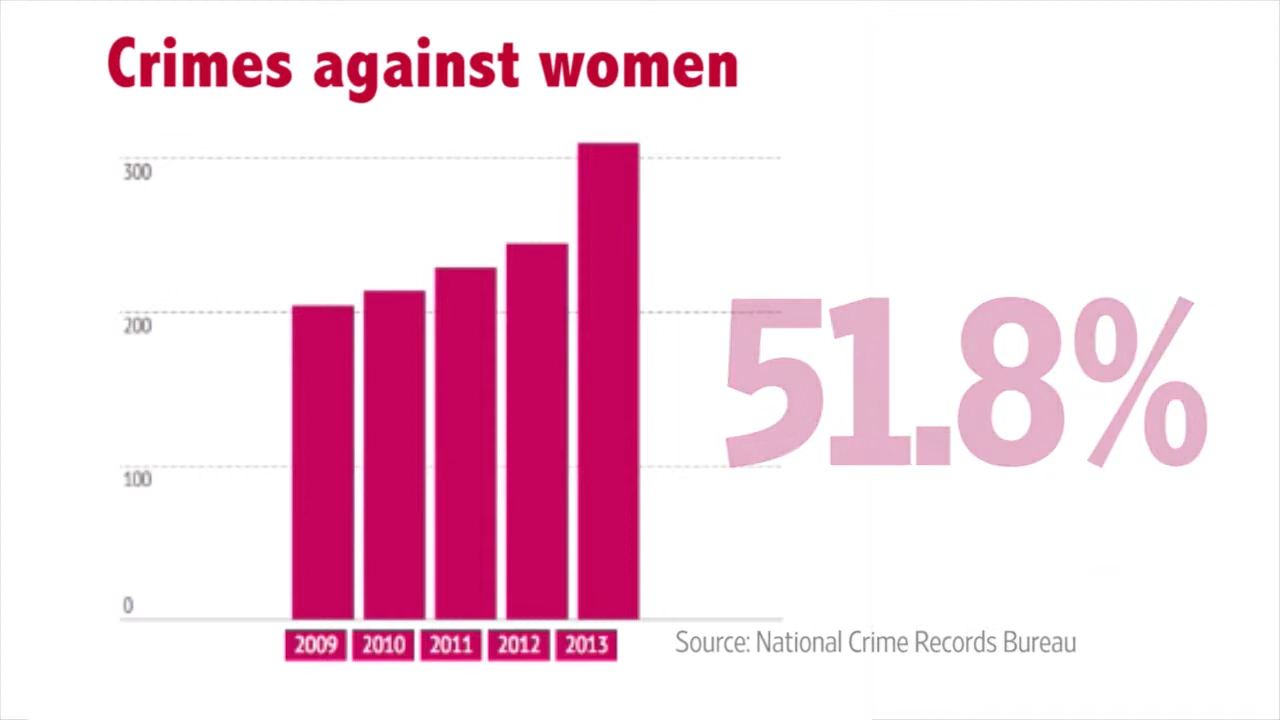 Crimes against women
300
200
100
0
51.8%
2009 2010 2011 2012 2013
Source: National Crime Records Bureau